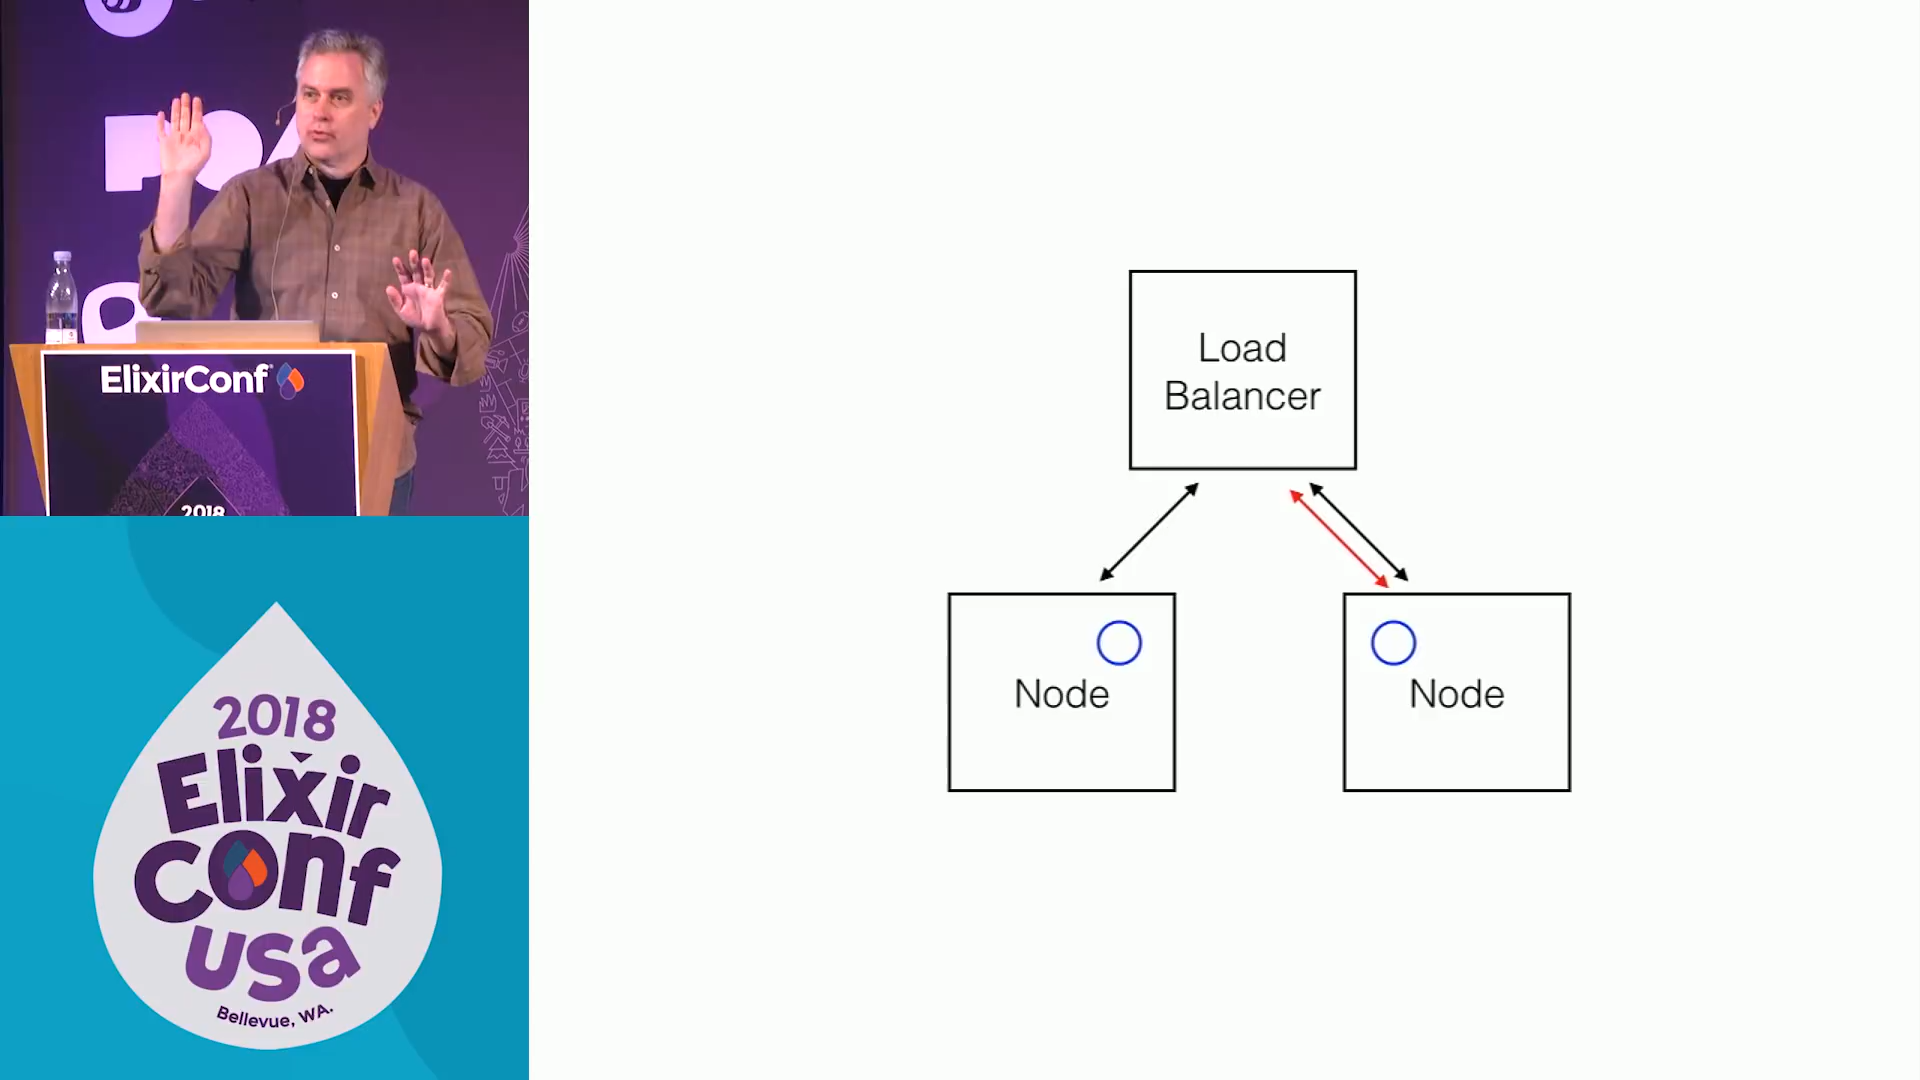 ElixirConf
2018
2018
Elixir
Conf
USA
Bellevue, WA.
Load
Balancer
Node
Node